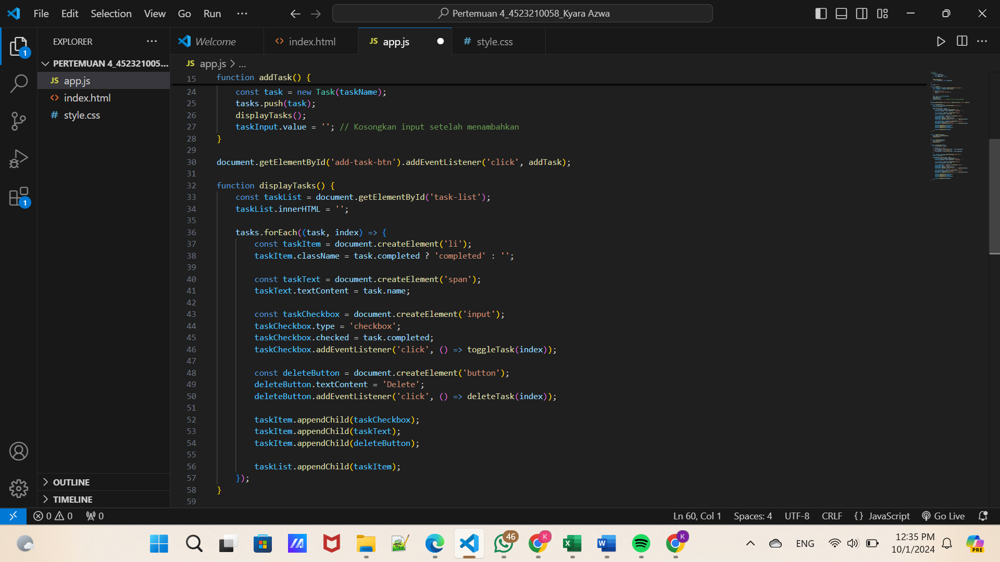 File Edit Selection View Go Run ···
Pertemuan 4_4523210058_Kyara Azwa
EXPLORER ···
Welcome
index.html
JS app.js
# style.css
PERTEMUAN 4_452321005...
JS app.js
index.html
# style.css
JS app.js > ...
15 function addTask() {
24 const task = new Task(taskName);
25 tasks.push(task);
26 displayTasks();
27 taskInput.value = ''; // Kosongkan input setelah menambahkan
28 }
29
30 document.getElementById('add-task-btn').addEventListener('click', addTask);
31
32 function displayTasks() {
33 const taskList = document.getElementById('task-list');
34 taskList.innerHTML = '';
35
36 tasks.forEach((task, index) => {
37 const taskItem = document.createElement('li');
38 taskItem.className = task.completed ? 'completed' : '';
39
40 const taskText = document.createElement('span');
41 taskText.textContent = task.name;
42
43 const taskCheckbox = document.createElement('input');
44 taskCheckbox.type = 'checkbox';
45 taskCheckbox.checked = task.completed;
46 taskCheckbox.addEventListener('click', () => toggleTask(index));
47
48 const deleteButton = document.createElement('button');
49 deleteButton.textContent = 'Delete';
50 deleteButton.addEventListener('click', () => deleteTask(index));
51
52 taskItem.appendChild(taskCheckbox);
53 taskItem.appendChild(taskText);
54 taskItem.appendChild(deleteButton);
55
56 taskList.appendChild(taskItem);
57 });
58 }
59
1
1
OUTLINE
TIMELINE
0 0 0
Ln 60, Col 1 Spaces: 4 UTF-8 CRLF {} JavaScript Go Live
46
K
X
W
K
ENG
12:35 PM
10/1/2024
PRE